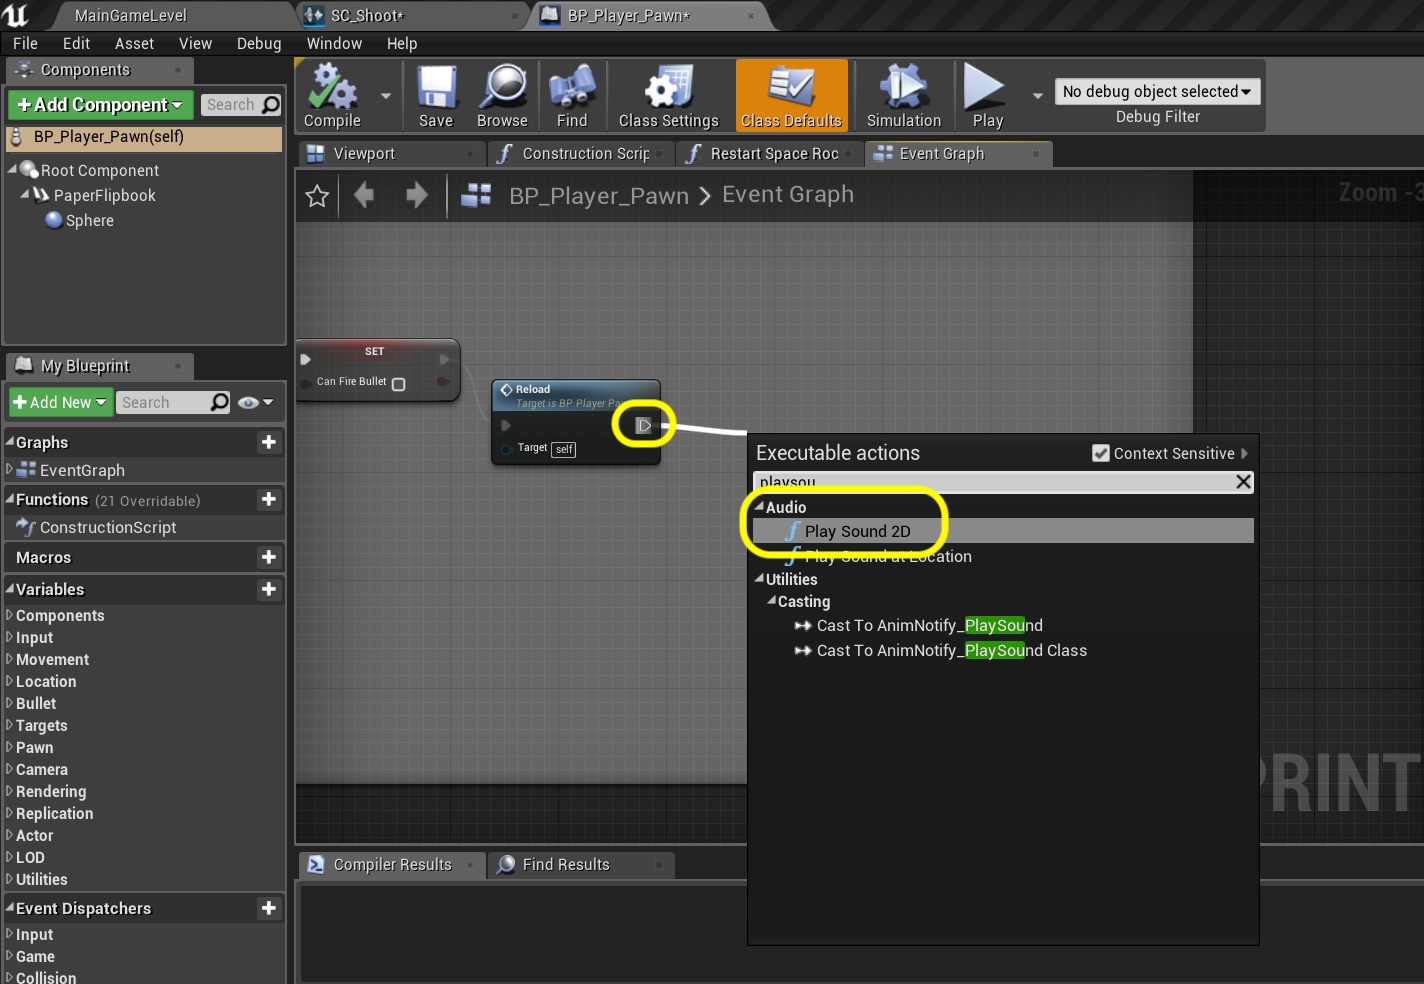 MainGameLevel
SC_Shoot*
BP_Player_Pawn*
File Edit Asset View Debug Window Help
Components
+Add Component
Search
BP_Player_Pawn(self)
Root Component
PaperFlipbook
Sphere
Compile
Save
Browse
Find
Class Settings
Class Defaults
Simulation
Play
No debug object selected
Debug Filter
Viewport
Construction Scrip
Restart Space Roc
Event Graph
BP_Player_Pawn > Event Graph
Zoom -3
SET
Can Fire Bullet
Reload
Target is BP Player Pa
Target self
Executable actions
Context Sensitive
playsou
Audio
Play Sound 2D
Play Sound at Location
Utilities
Casting
Cast To AnimNotify_PlaySound
Cast To AnimNotify_PlaySound Class
PRINT
My Blueprint
+Add New
Search
Graphs
EventGraph
Functions (21 Overridable)
ConstructionScript
Macros
Variables
Components
Input
Movement
Location
Bullet
Targets
Pawn
Camera
Rendering
Replication
Actor
LOD
Utilities
Event Dispatchers
Input
Game
Collision
Compiler Results
Find Results